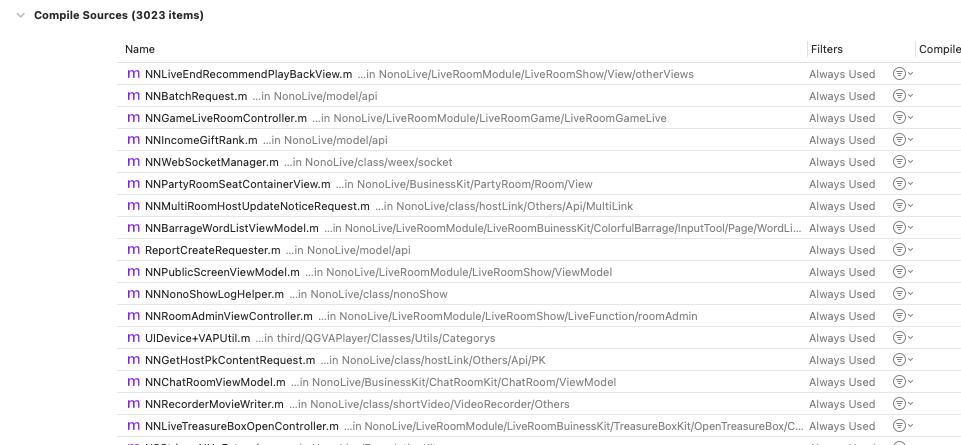 Compile Sources (3023 items)
Name Filters Compile
m NNLiveEndRecommendPlayBackView.m ...in NonoLive/LiveRoomModule/LiveRoomShow/View/otherViews Always Used
m NNBatchRequest.m ...in NonoLive/model/api Always Used
m NNGameLiveRoomController.m ...in NonoLive/LiveRoomModule/LiveRoomGame/LiveRoomGameLive Always Used
m NNIncomeGiftRank.m ...in NonoLive/model/api Always Used
m NNWebSocketManager.m ...in NonoLive/class/weex/socket Always Used
m NNPartyRoomSeatContainerView.m ...in NonoLive/BusinessKit/PartyRoom/Room/View Always Used
m NNMultiRoomHostUpdateNoticeRequest.m ...in NonoLive/class/hostLink/Others/Api/MultiLink Always Used
m NNBarrageWordListViewModel.m ...in NonoLive/LiveRoomModule/LiveRoomBuinessKit/ColorfulBarrage/InputTool/Page/WordLi... Always Used
m ReportCreateRequester.m ...in NonoLive/model/api Always Used
m NNPublicScreenViewModel.m ...in NonoLive/LiveRoomModule/LiveRoomShow/ViewModel Always Used
m NNNonoShowLogHelper.m ...in NonoLive/class/nonoShow Always Used
m NNRoomAdminViewController.m ...in NonoLive/LiveRoomModule/LiveRoomShow/LiveFunction/roomAdmin Always Used
m UIDevice+VAPUtil.m ...in third/QGVAPlayer/Classes/Utils/Categorys Always Used
m NNGetHostPkContentRequest.m ...in NonoLive/class/hostLink/Others/Api/PK Always Used
m NNChatRoomViewModel.m ...in NonoLive/BusinessKit/ChatRoomKit/ChatRoom/ViewModel Always Used
m NNRecorderMovieWriter.m ...in NonoLive/class/shortVideo/VideoRecorder/Others Always Used
m NNLiveTreasureBoxOpenController.m ...in NonoLive/LiveRoomModule/LiveRoomBuinessKit/TreasureBoxKit/OpenTreasureBox/C... Always Used